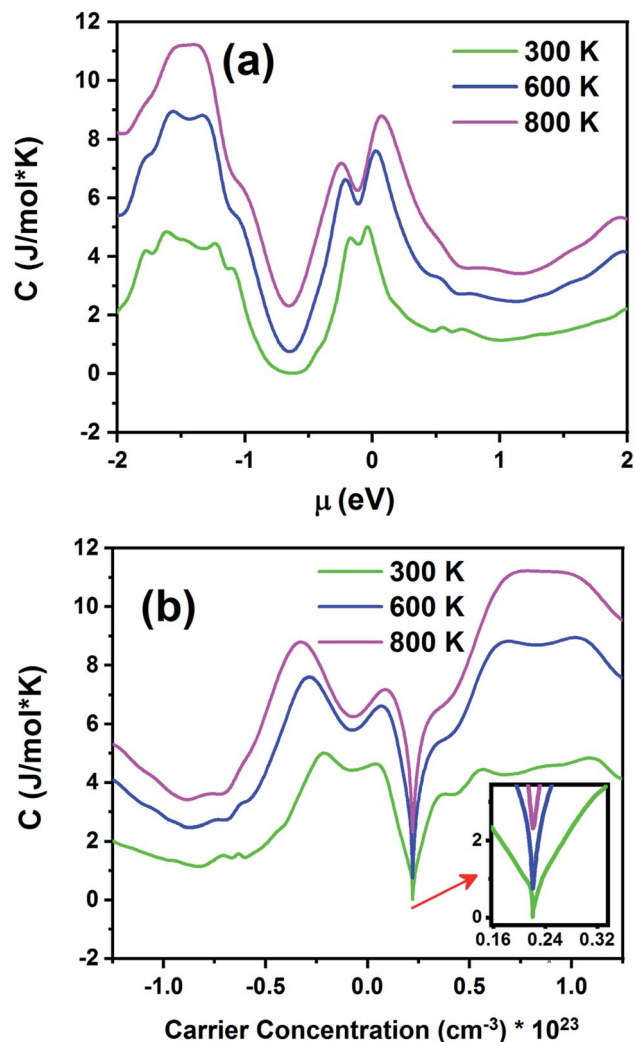 (a)
300 K
600 K
800 K
C (J/mol*K)
12
10
8
6
4
2
0
-2
-2 -1 0 1 2
μ (eV)
(b)
300 K
600 K
800 K
C (J/mol*K)
12
10
8
6
4
2
0
-2
2
0
0.16 0.24 0.32
-1.0 -0.5 0.0 0.5 1.0
Carrier Concentration (cm⁻³) * 10²³